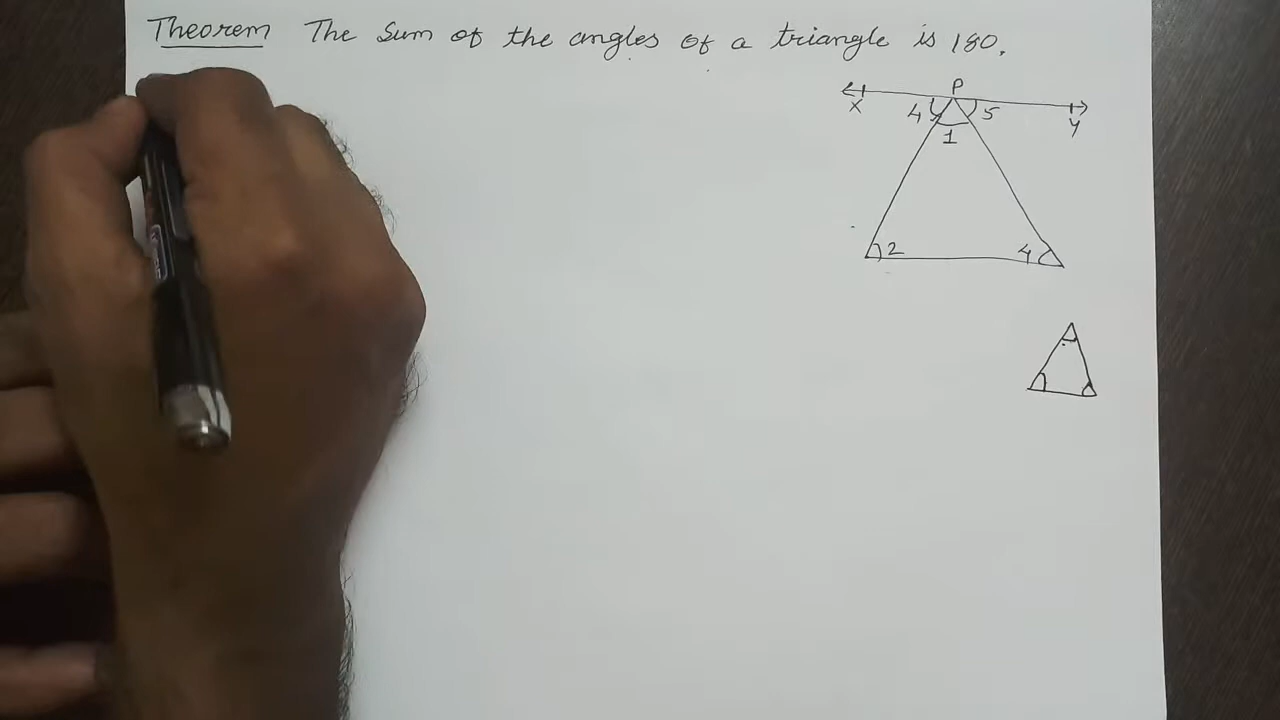 Theorem The Sum of the angles of a triangle is 180.
P
X 4 5 y
1
2 4